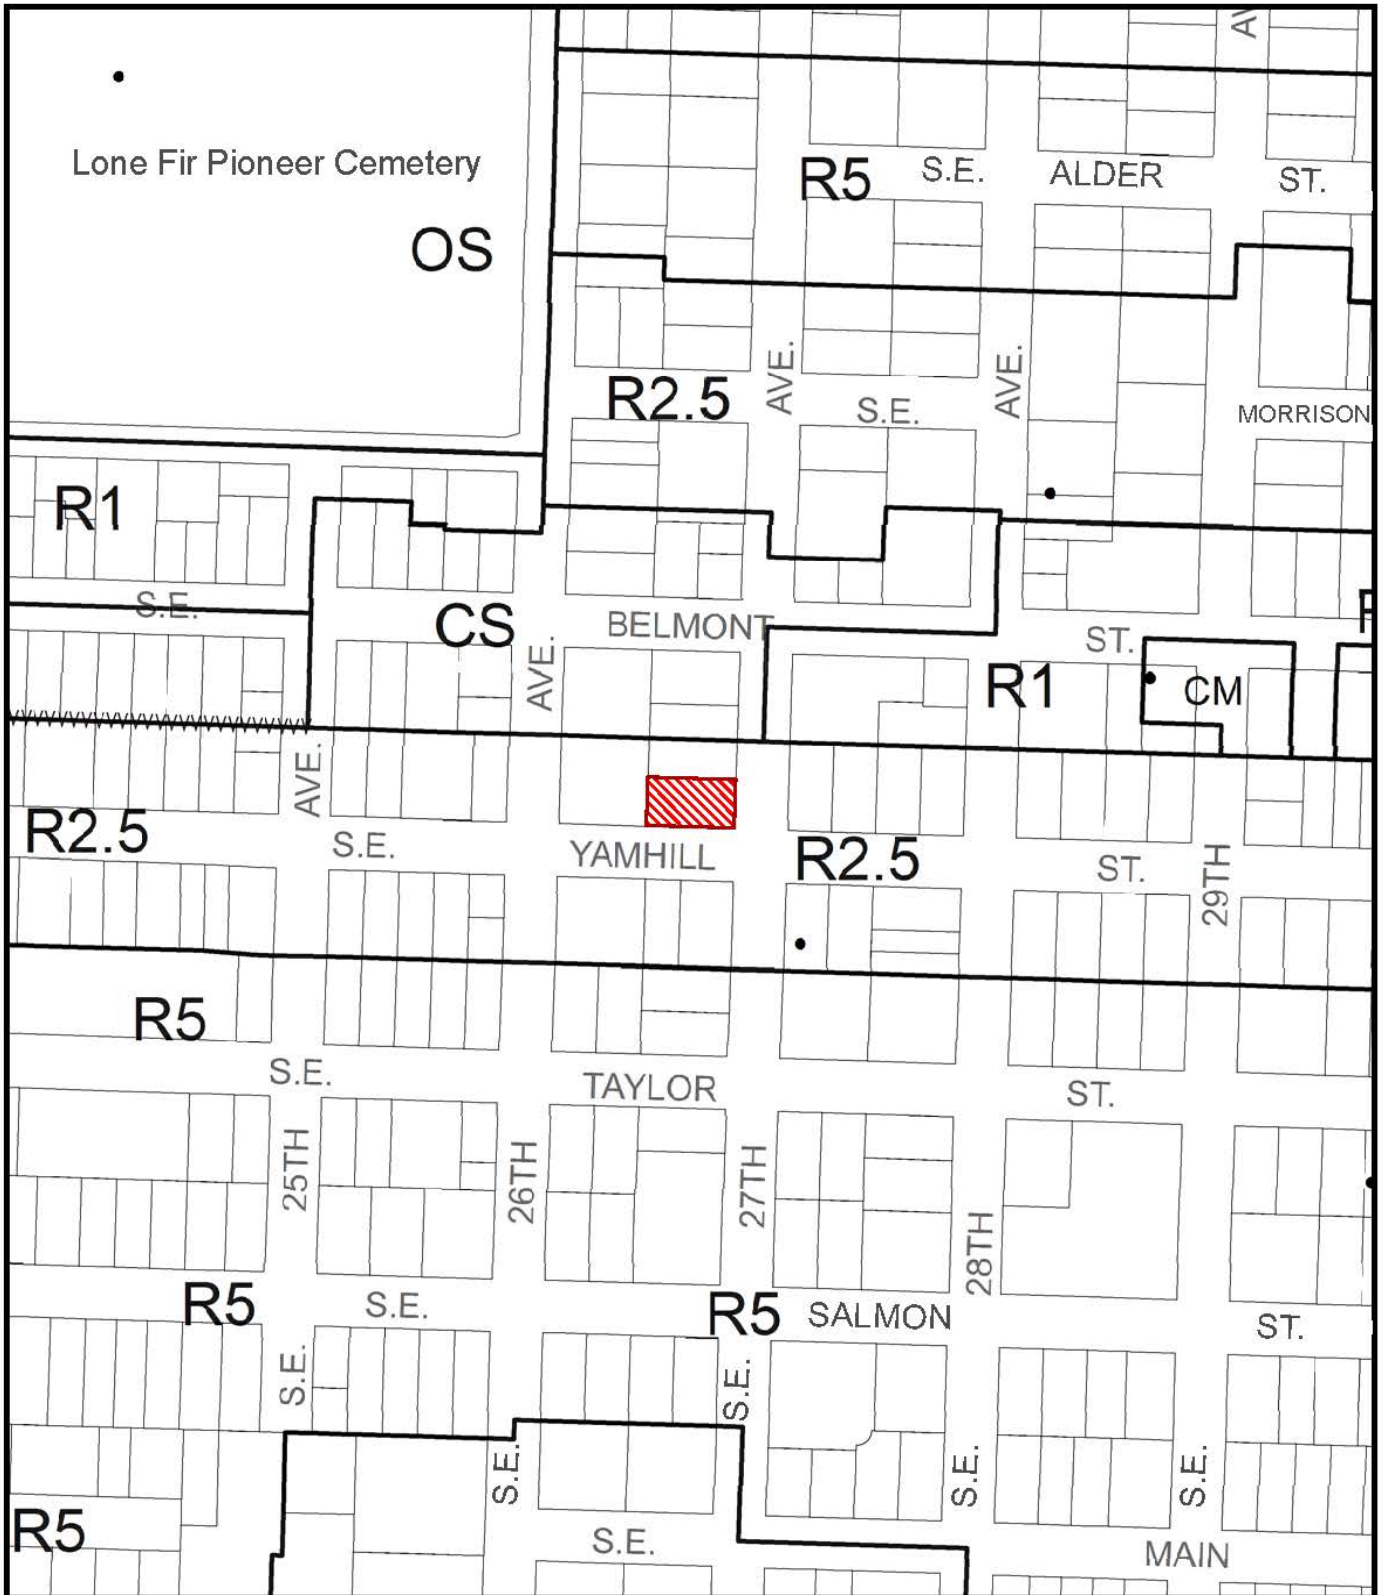 AV
Lone Fir Pioneer Cemetery
R5
S.E.
ALDER
ST.
OS
AVE.
AVE.
R2.5
S.E.
MORRISON
R1
S.E.
CS
BELMONT
ST.
AVE.
R1
CM
AVE.
R2.5
S.E.
YAMHILL
R2.5
ST.
29TH
R5
S.E.
TAYLOR
ST.
25TH
26TH
27TH
28TH
R5
S.E.
R5
SALMON
ST.
S.E.
S.E.
S.E.
S.E.
S.E.
R5
S.E.
MAIN